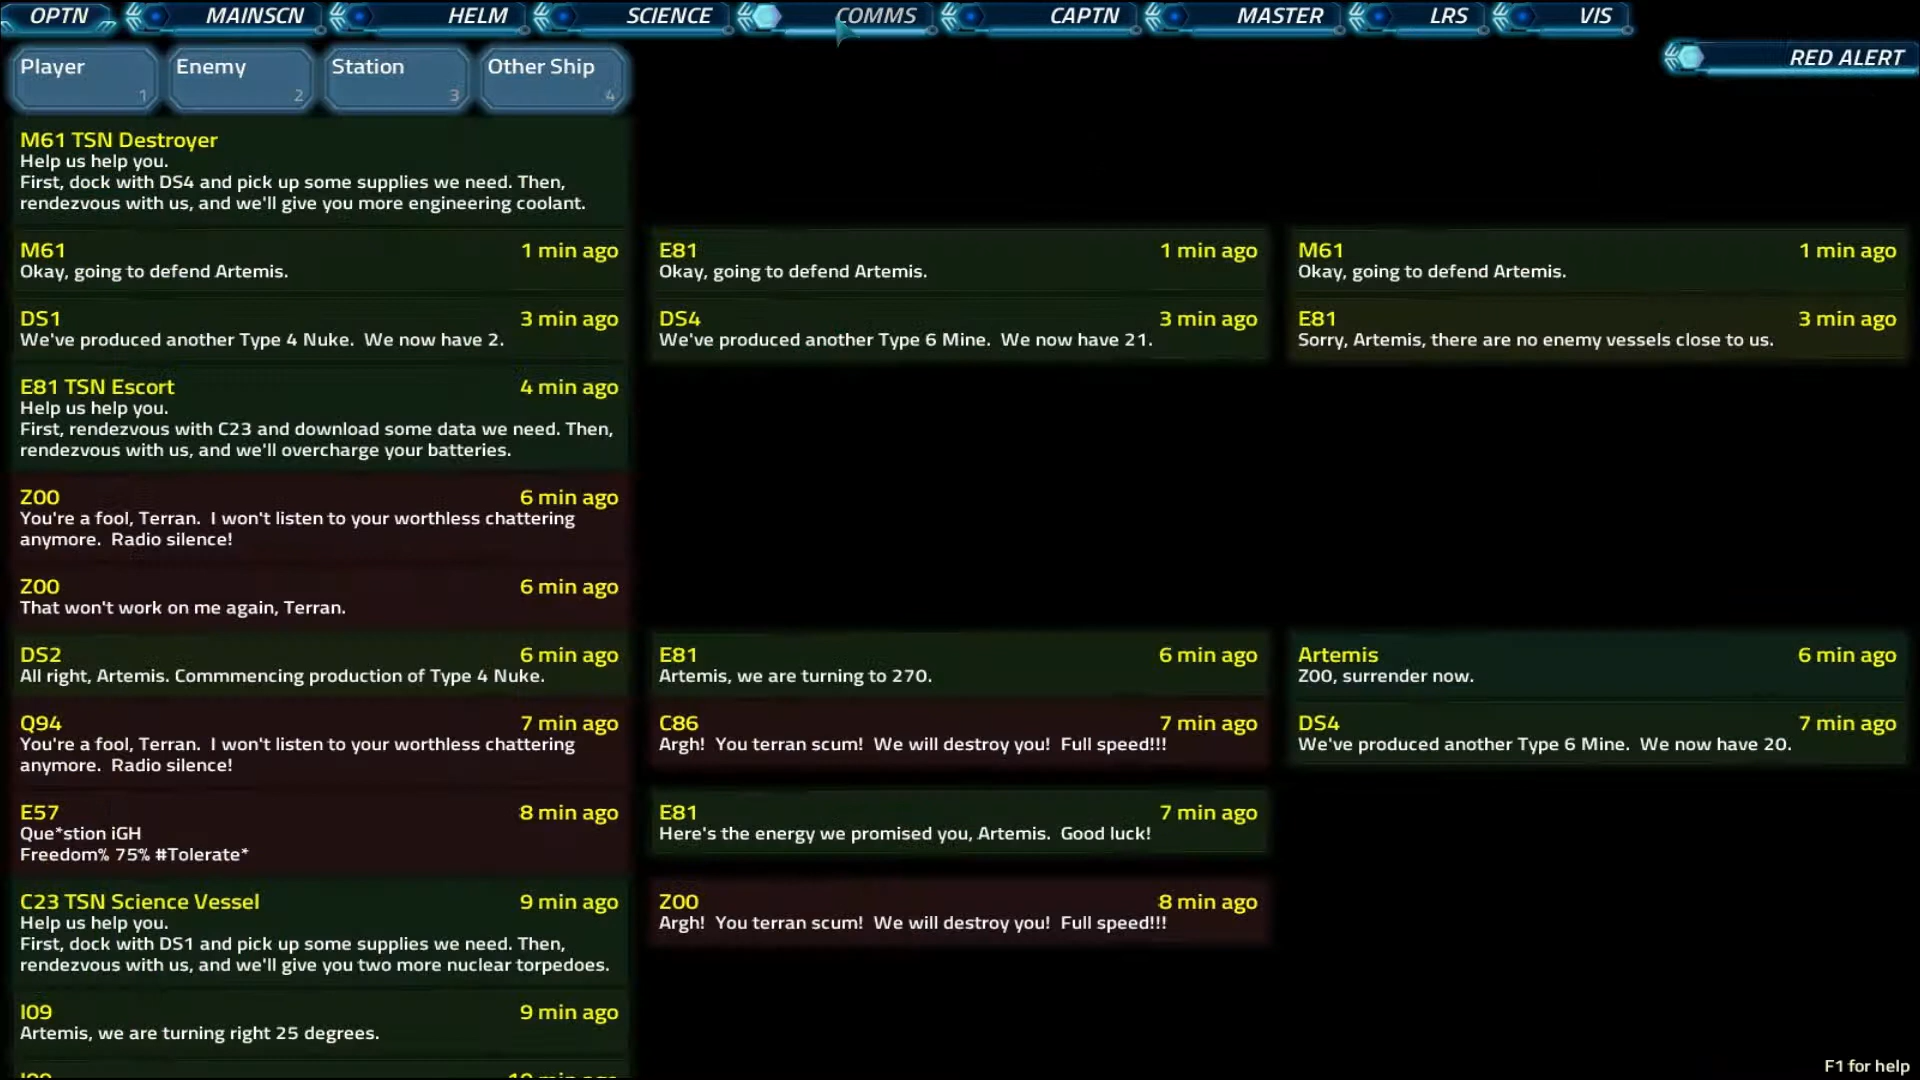 OPTN
MAINSCN
HELM
SCIENCE
COMMS
CAPTN
MASTER
LRS
VIS
RED ALERT
Player
1
Enemy
2
Station
3
Other Ship
4
M61 TSN Destroyer
Help us help you.
First, dock with DS4 and pick up some supplies we need. Then,
rendezvous with us, and we'll give you more engineering coolant.
M61 1 min ago
Okay, going to defend Artemis.
E81 1 min ago
Okay, going to defend Artemis.
M61 1 min ago
Okay, going to defend Artemis.
DS1 3 min ago
We've produced another Type 4 Nuke. We now have 2.
DS4 3 min ago
We've produced another Type 6 Mine. We now have 21.
E81 3 min ago
Sorry, Artemis, there are no enemy vessels close to us.
E81 TSN Escort 4 min ago
Help us help you.
First, rendezvous with C23 and download some data we need. Then,
rendezvous with us, and we'll overcharge your batteries.
Z00 6 min ago
You're a fool, Terran. I won't listen to your worthless chattering
anymore. Radio silence!
Z00 6 min ago
That won't work on me again, Terran.
DS2 6 min ago
All right, Artemis. Commmencing production of Type 4 Nuke.
E81 6 min ago
Artemis, we are turning to 270.
Artemis 6 min ago
Z00, surrender now.
Q94 7 min ago
You're a fool, Terran. I won't listen to your worthless chattering
anymore. Radio silence!
C86 7 min ago
Argh! You terran scum! We will destroy you! Full speed!!!
DS4 7 min ago
We've produced another Type 6 Mine. We now have 20.
E57 8 min ago
Que*stion iGH
Freedom% 75% #Tolerate*
E81 7 min ago
Here's the energy we promised you, Artemis. Good luck!
C23 TSN Science Vessel 9 min ago
Help us help you.
First, dock with DS1 and pick up some supplies we need. Then,
rendezvous with us, and we'll give you two more nuclear torpedoes.
Z00 8 min ago
Argh! You terran scum! We will destroy you! Full speed!!!
I09 9 min ago
Artemis, we are turning right 25 degrees.
F1 for help